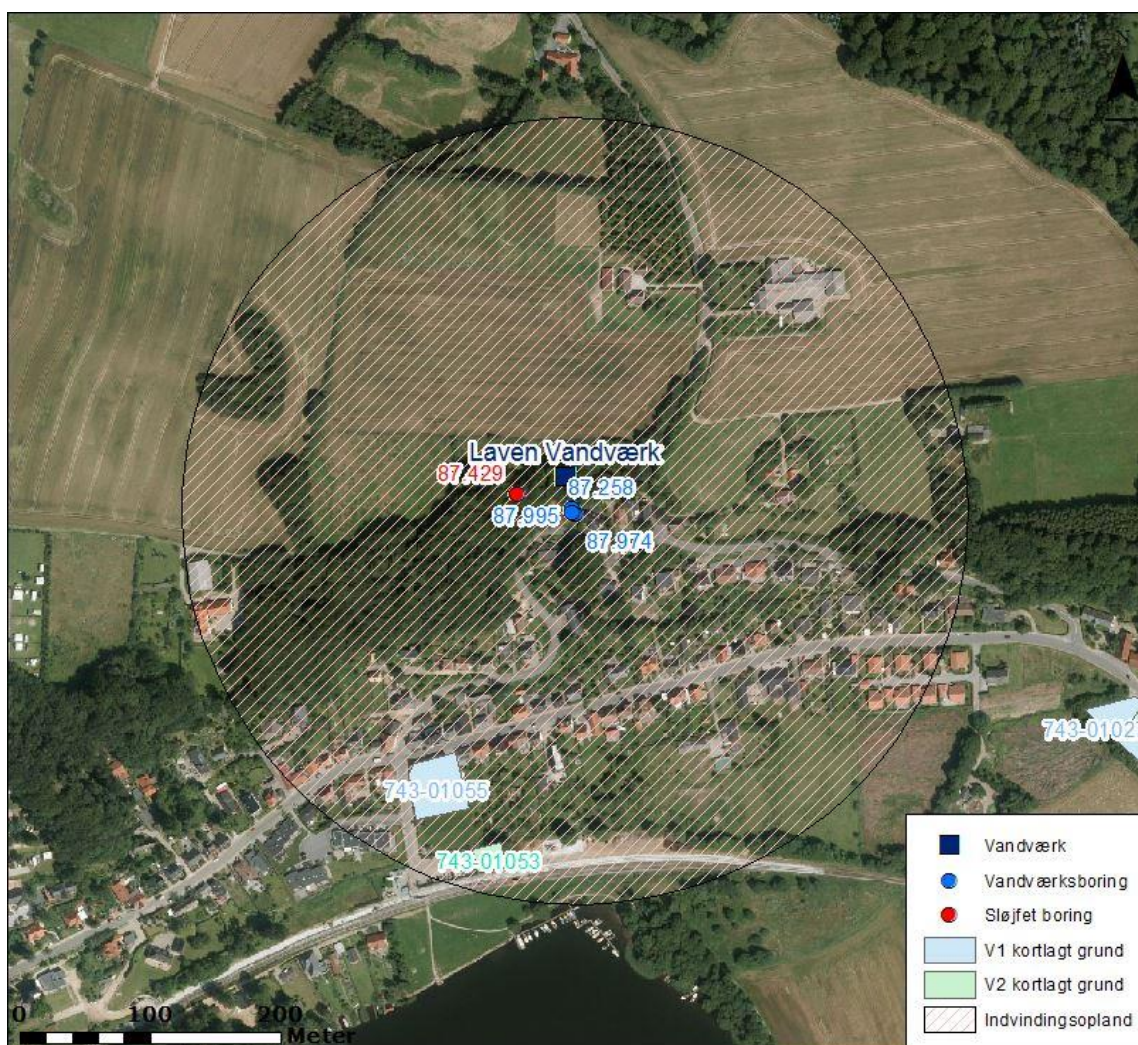 Laven Vandværk
87.429
87.258
87.995
87.974
743-01055
743-01053
743-0102
0 100 200
Meter
Vandværk
Vandværksboring
Sløjfet boring
V1 kortlagt grund
V2 kortlagt grund
Indvindingsopland